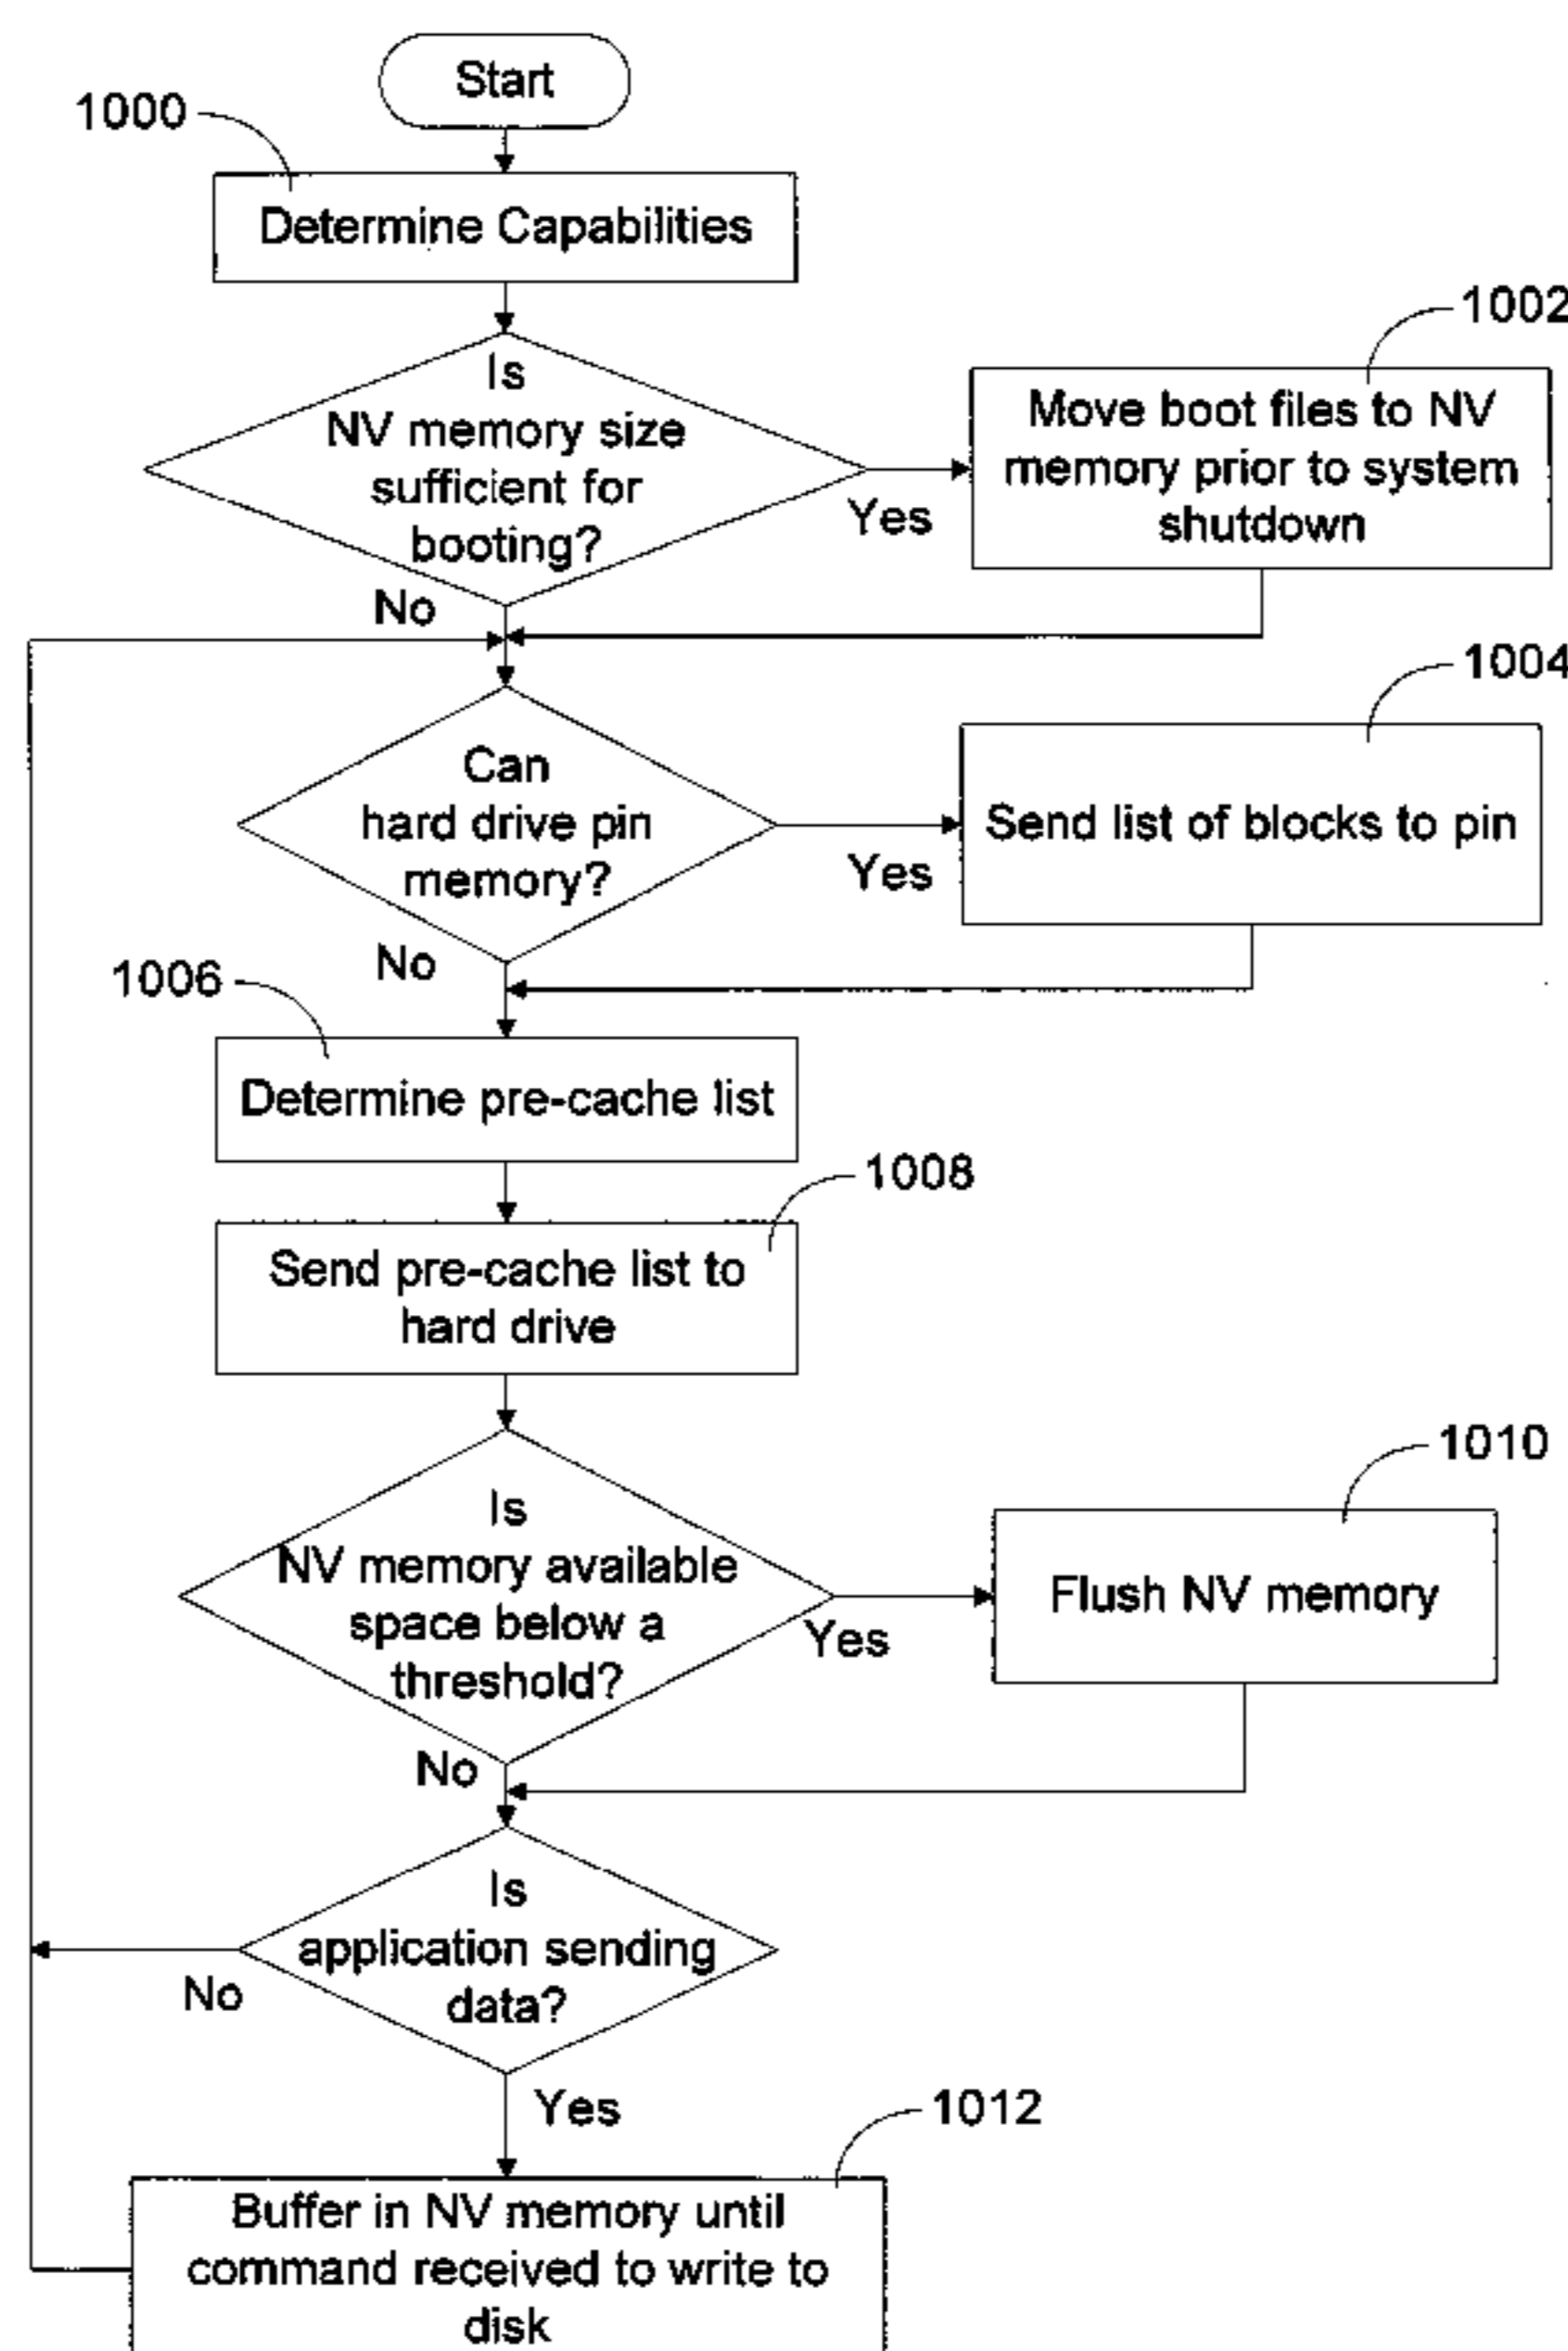 Start
1000
Determine Capabilities
Is
NV memory size
sufficient for
booting?
Yes
No
1002
Move boot files to NV
memory prior to system
shutdown
Can
hard drive pin
memory?
Yes
No
1004
Send list of blocks to pin
1006
Determine pre-cache list
1008
Send pre-cache list to
hard drive
Is
NV memory available
space below a
threshold?
Yes
No
1010
Flush NV memory
Is
application sending
data?
No
Yes
1012
Buffer in NV memory until
command received to write to
disk